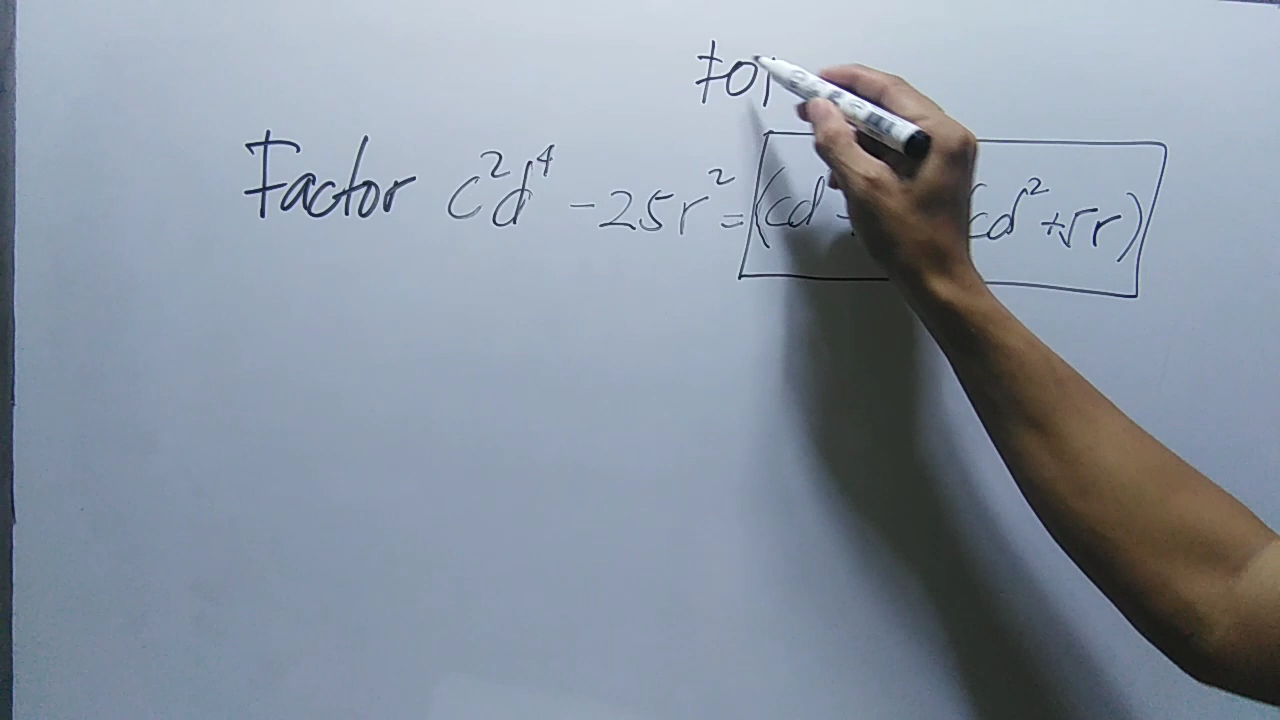 FOI
Factor c²d⁴ - 25r² = (cd cd² + 5r)